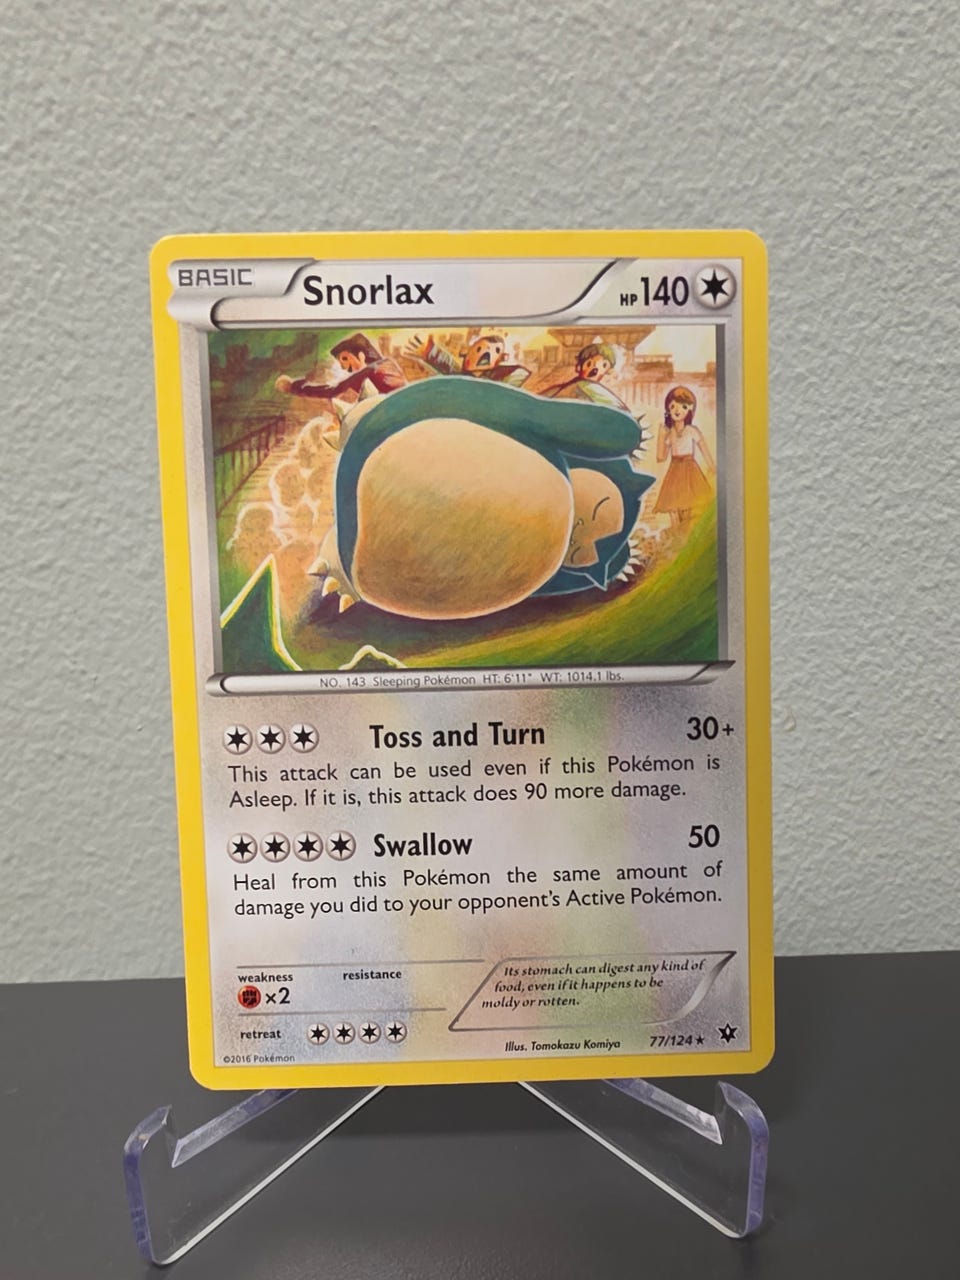 BASIC Snorlax HP 140
NO. 143 Sleeping Pokémon HT: 6'11" WT: 1014.1 lbs.
Toss and Turn 30+
This attack can be used even if this Pokémon is
Asleep. If it is, this attack does 90 more damage.
Swallow 50
Heal from this Pokémon the same amount of
damage you did to your opponent's Active Pokémon.
weakness resistance
×2
retreat
Its stomach can digest any kind of
food, even if it happens to be
moldy or rotten.
Illus. Tomokazu Komiya 77/124 ★
©2016 Pokémon